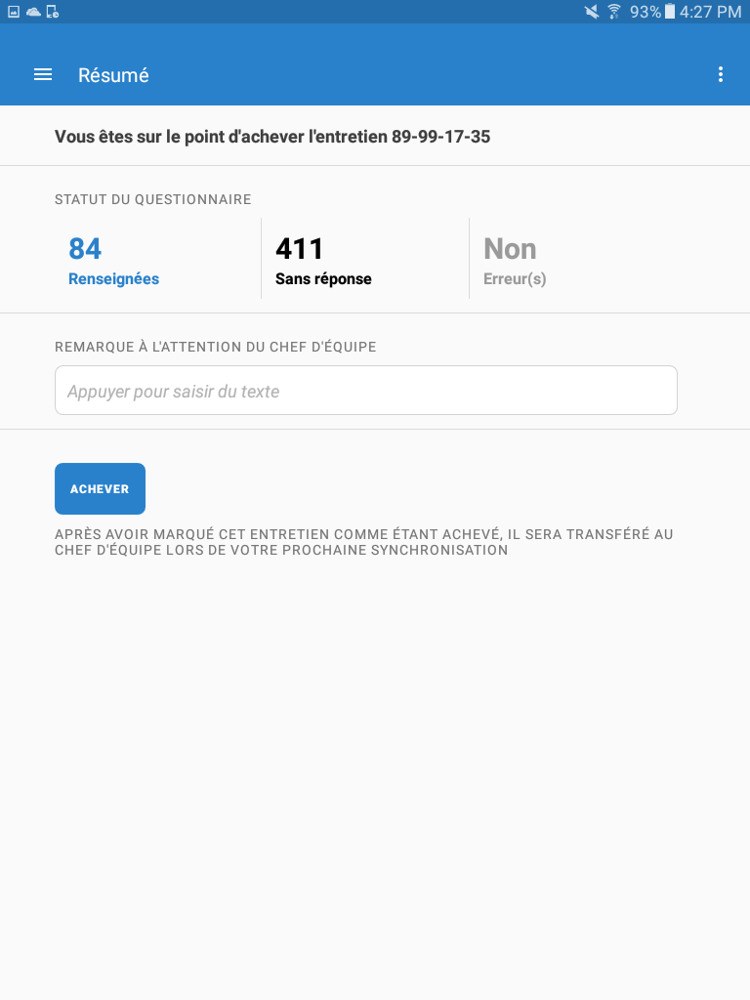 93% 4:27 PM
Résumé
Vous êtes sur le point d'achever l'entretien 89-99-17-35
STATUT DU QUESTIONNAIRE
84 411 Non
Renseignées Sans réponse Erreur(s)
REMARQUE À L'ATTENTION DU CHEF D'ÉQUIPE
Appuyer pour saisir du texte
ACHEVER
APRÈS AVOIR MARQUÉ CET ENTRETIEN COMME ÉTANT ACHEVÉ, IL SERA TRANSFÉRÉ AU
CHEF D'ÉQUIPE LORS DE VOTRE PROCHAINE SYNCHRONISATION